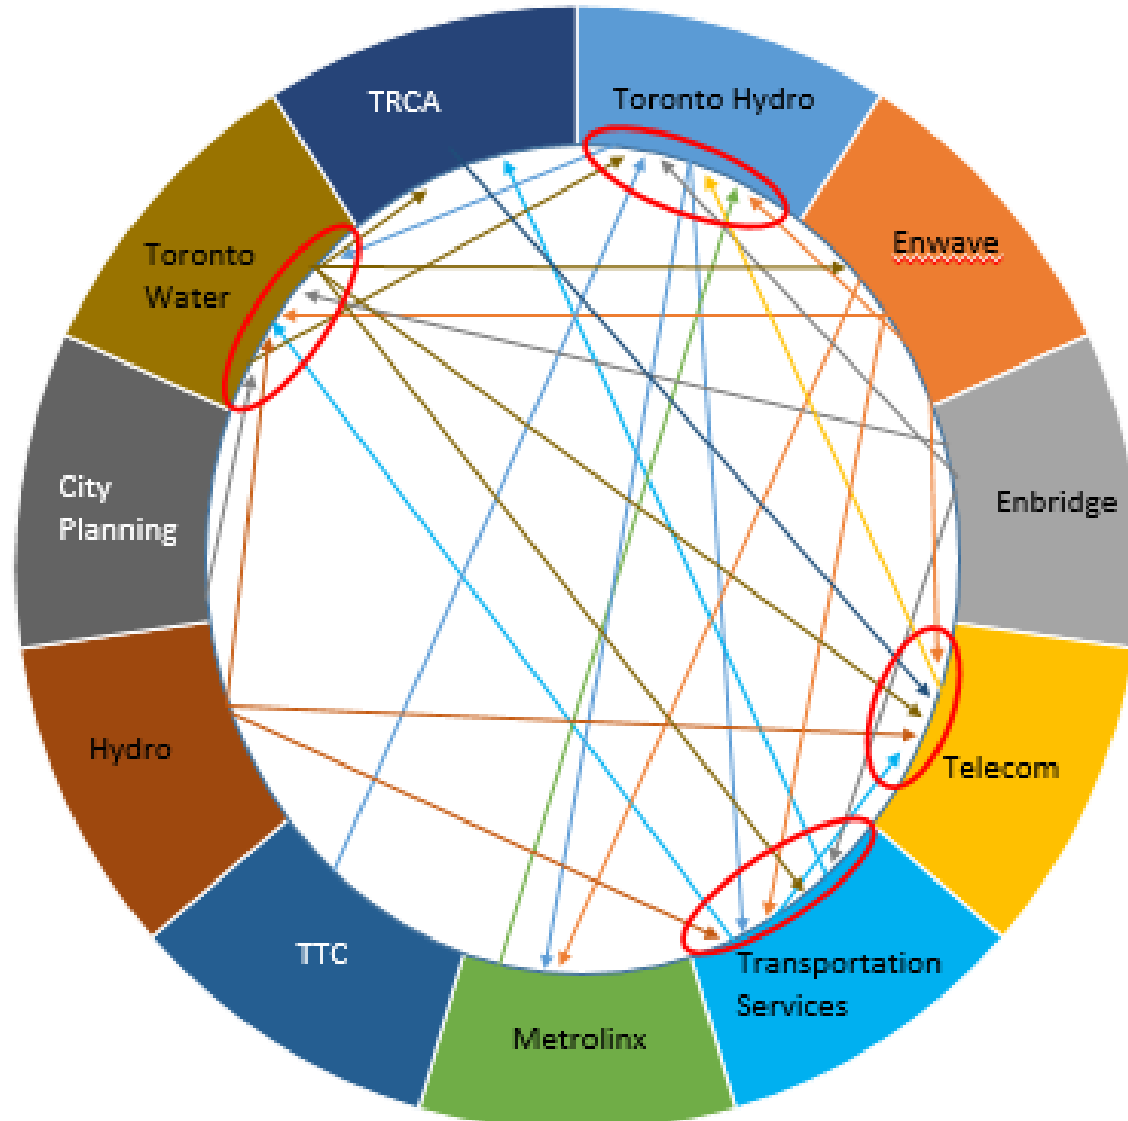 TRCA
Toronto Hydro
Enwave
Toronto
Water
Enbridge
City
Planning
Hydro
Telecom
TTC
Transportation
Services
Metrolinx